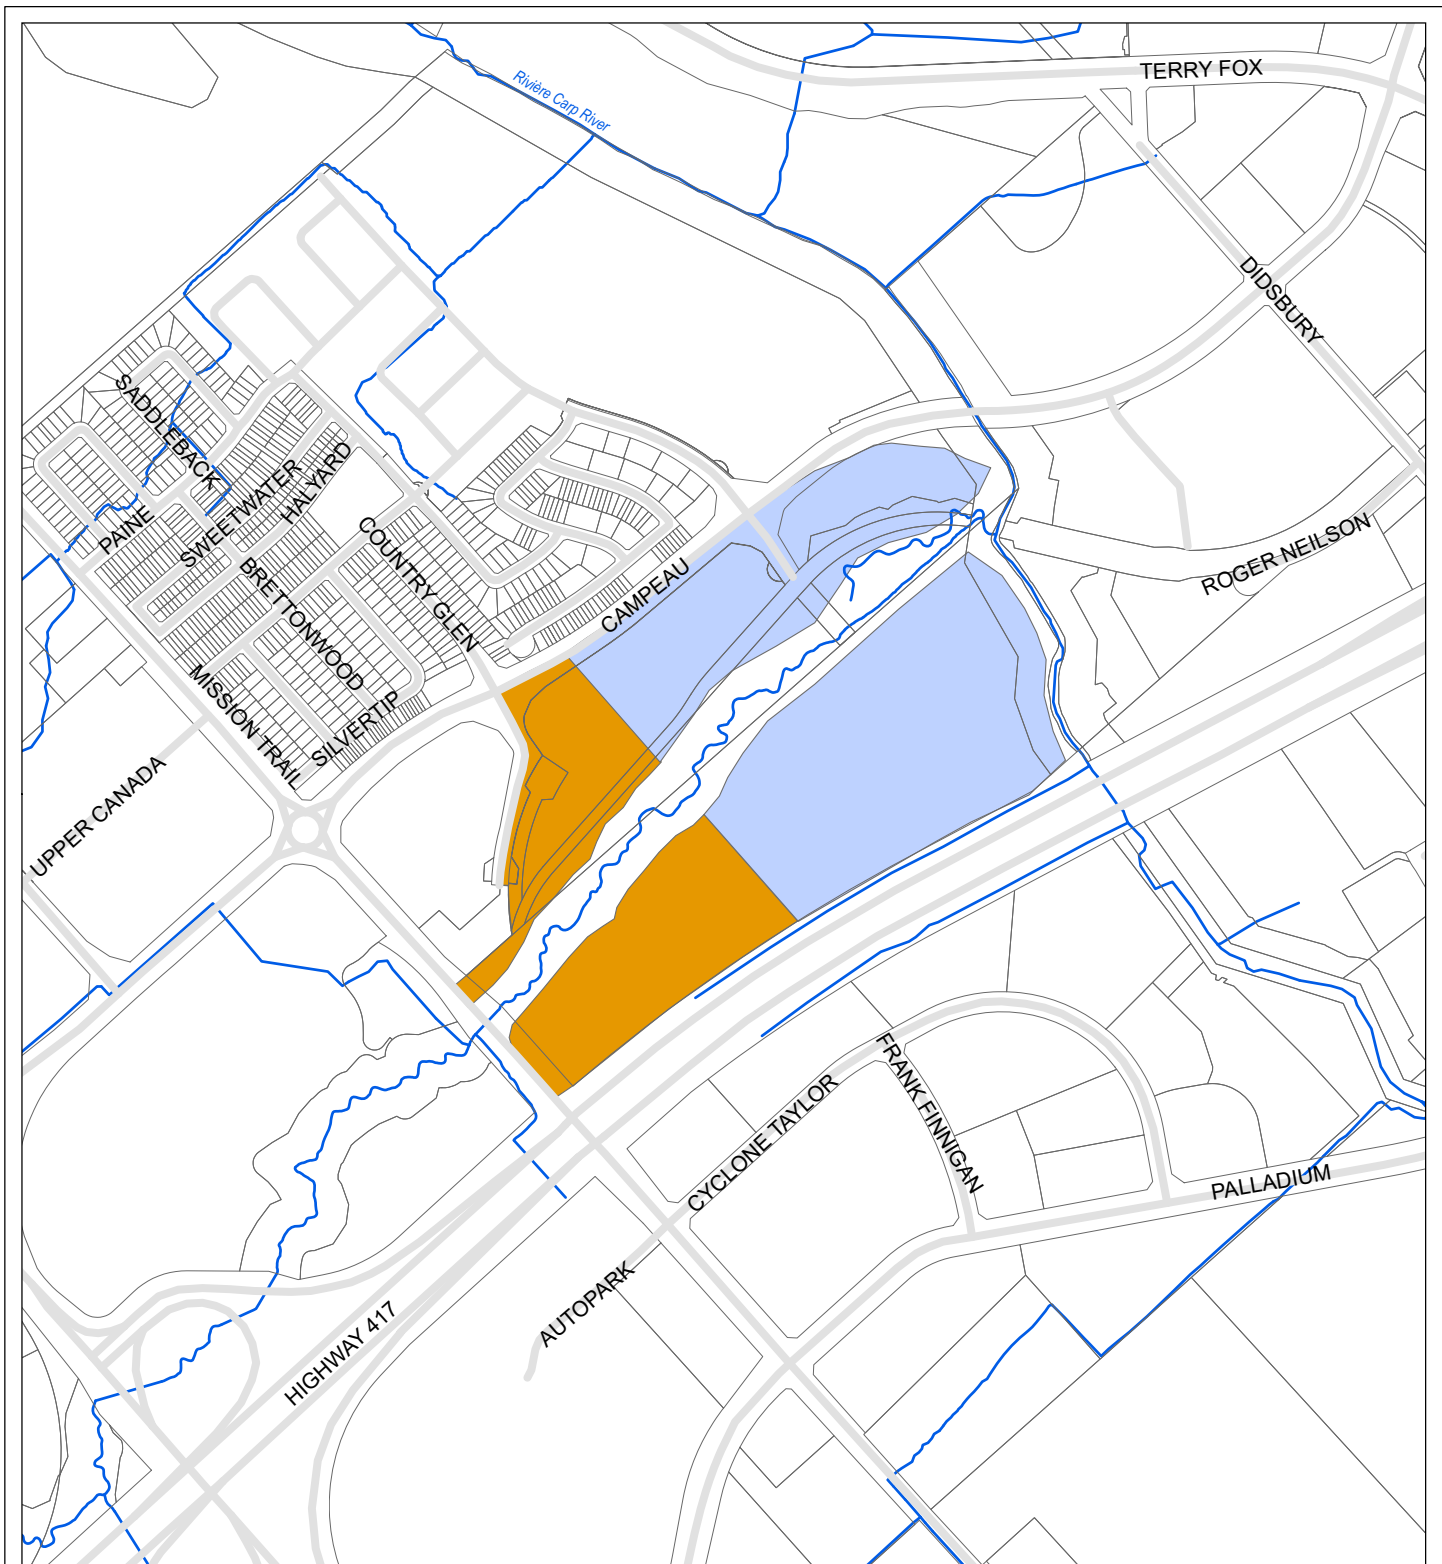 TERRY FOX
Rivière Carp River
DIDSBURY
SADDLEBACK
SWEETWATER
HALYARD
PAINE
COUNTRY GLEN
BRETTONWOOD
CAMPEAU
ROGER NEILSON
MISSION TRAIL
SILVERTIP
UPPER CANADA
CYCLONE TAYLOR
FRANK FINNIGAN
PALLADIUM
AUTOPARK
HIGHWAY 417